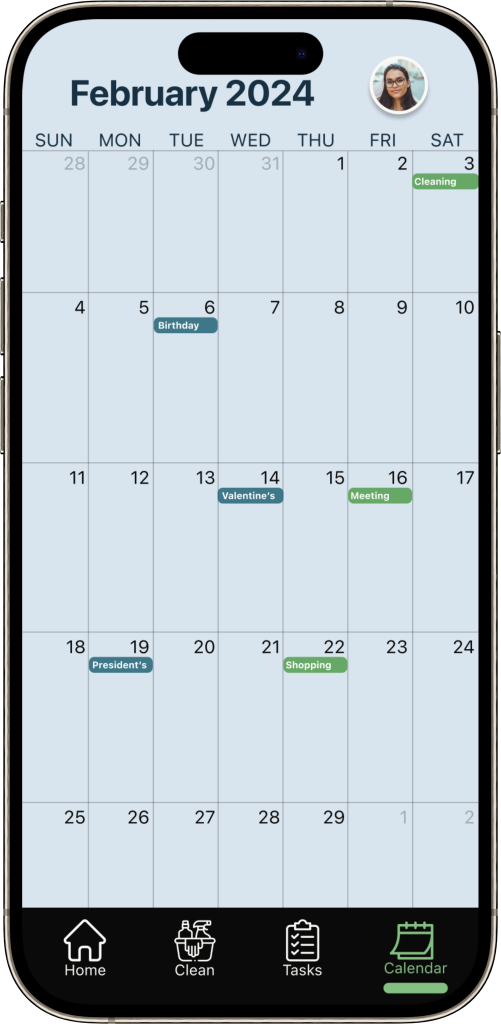 February 2024
SUN MON TUE WED THU FRI SAT
28 29 30 31 1 2 3
Cleaning
4 5 6 7 8 9 10
Birthday
11 12 13 14 15 16 17
Valentine's Meeting
18 19 20 21 22 23 24
President's Shopping
25 26 27 28 29 1 2
Home Clean Tasks Calendar